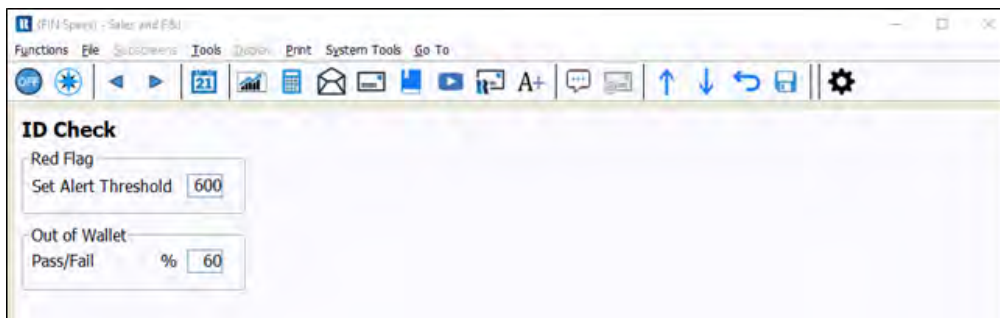 (FIN Specs) - Sales and F&I
Functions File Subscreens Tools Display Print System Tools Go To
OFF 21 A+
ID Check
Red Flag
Set Alert Threshold 600
Out of Wallet
Pass/Fail % 60